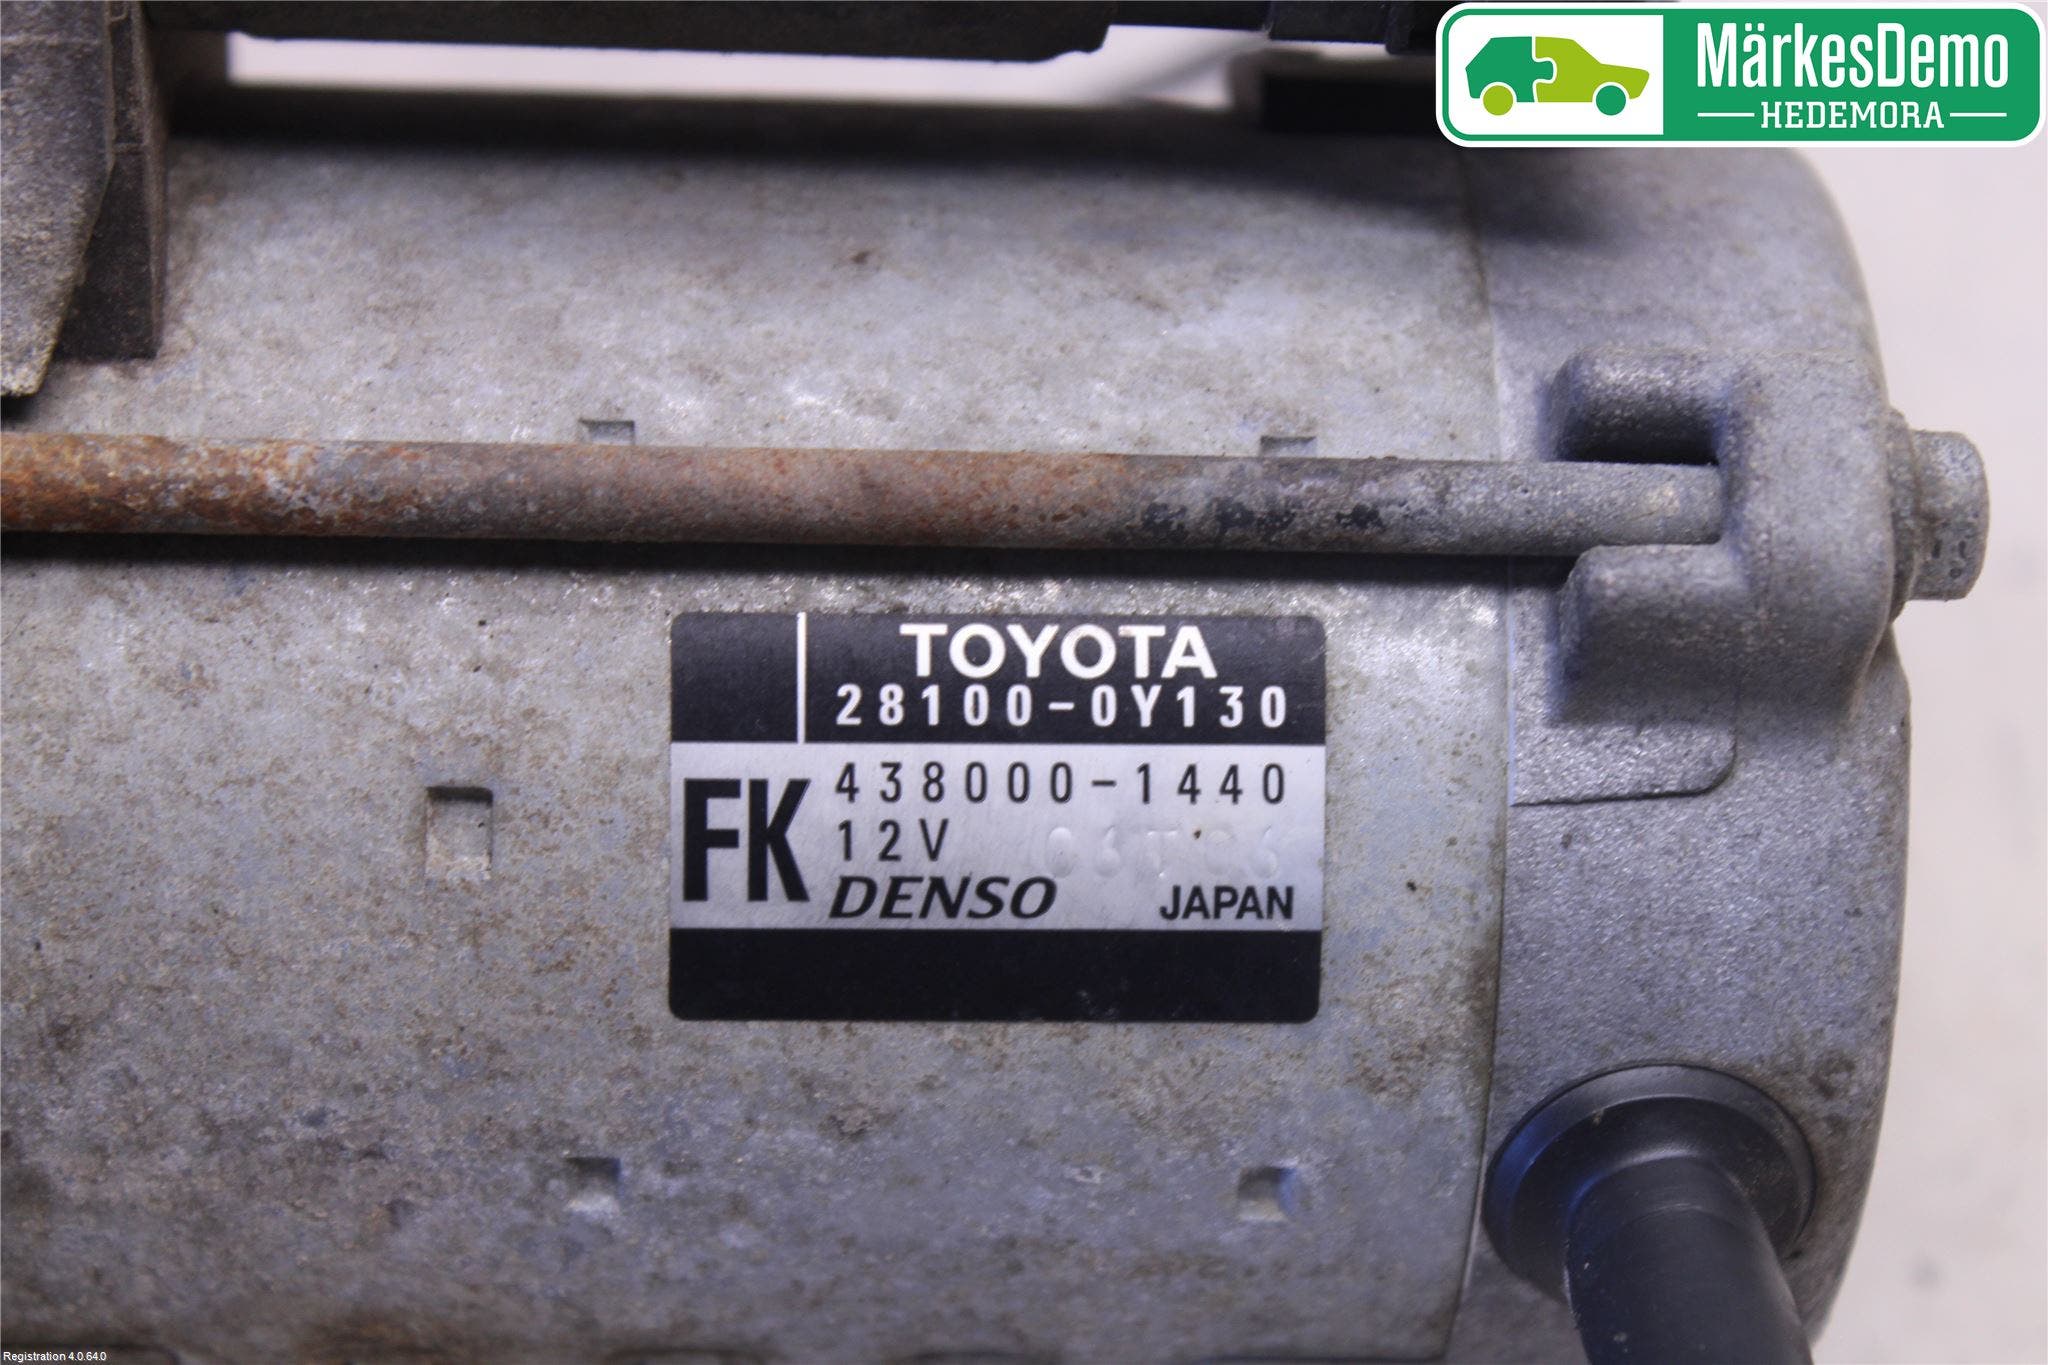 MärkesDemo
HEDEMORA
TOYOTA
28100-0Y130
FK
438000-1440
12V
DENSO JAPAN
Registration 4.0.64.0